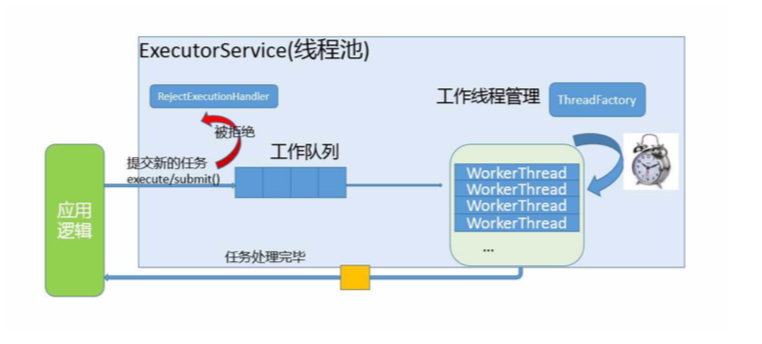 ExecutorService(线程池)
RejectExecutionHandler
被拒绝
工作线程管理
ThreadFactory
提交新的任务
execute/submit()
工作队列
应用
逻辑
WorkerThread
WorkerThread
WorkerThread
WorkerThread
...
任务处理完毕